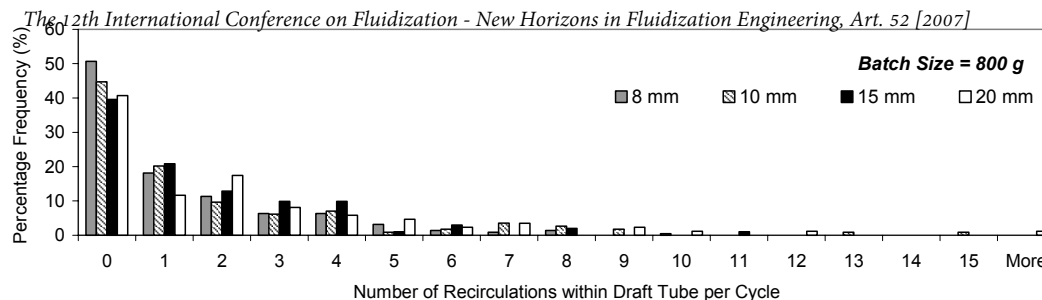 The 12th International Conference on Fluidization - New Horizons in Fluidization Engineering, Art. 52 [2007]
Percentage Frequency (%)
60
50
40
30
20
10
0
Batch Size = 800 g
8 mm 10 mm 15 mm 20 mm
0 1 2 3 4 5 6 7 8 9 10 11 12 13 14 15 More
Number of Recirculations within Draft Tube per Cycle